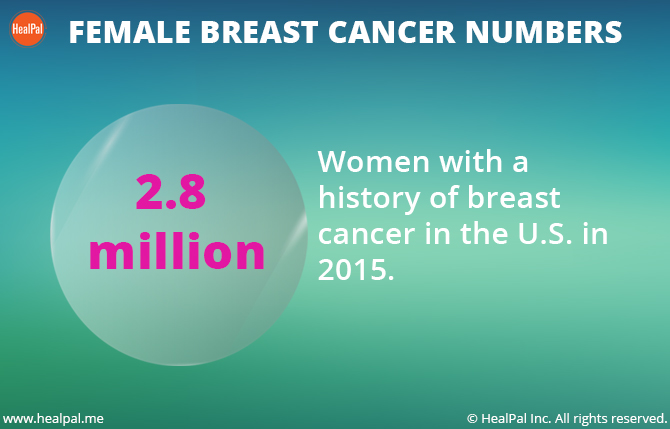 HealPal
FEMALE BREAST CANCER NUMBERS
2.8
million
Women with a
history of breast
cancer in the U.S. in
2015.
www.healpal.me
© HealPal Inc. All rights reserved.